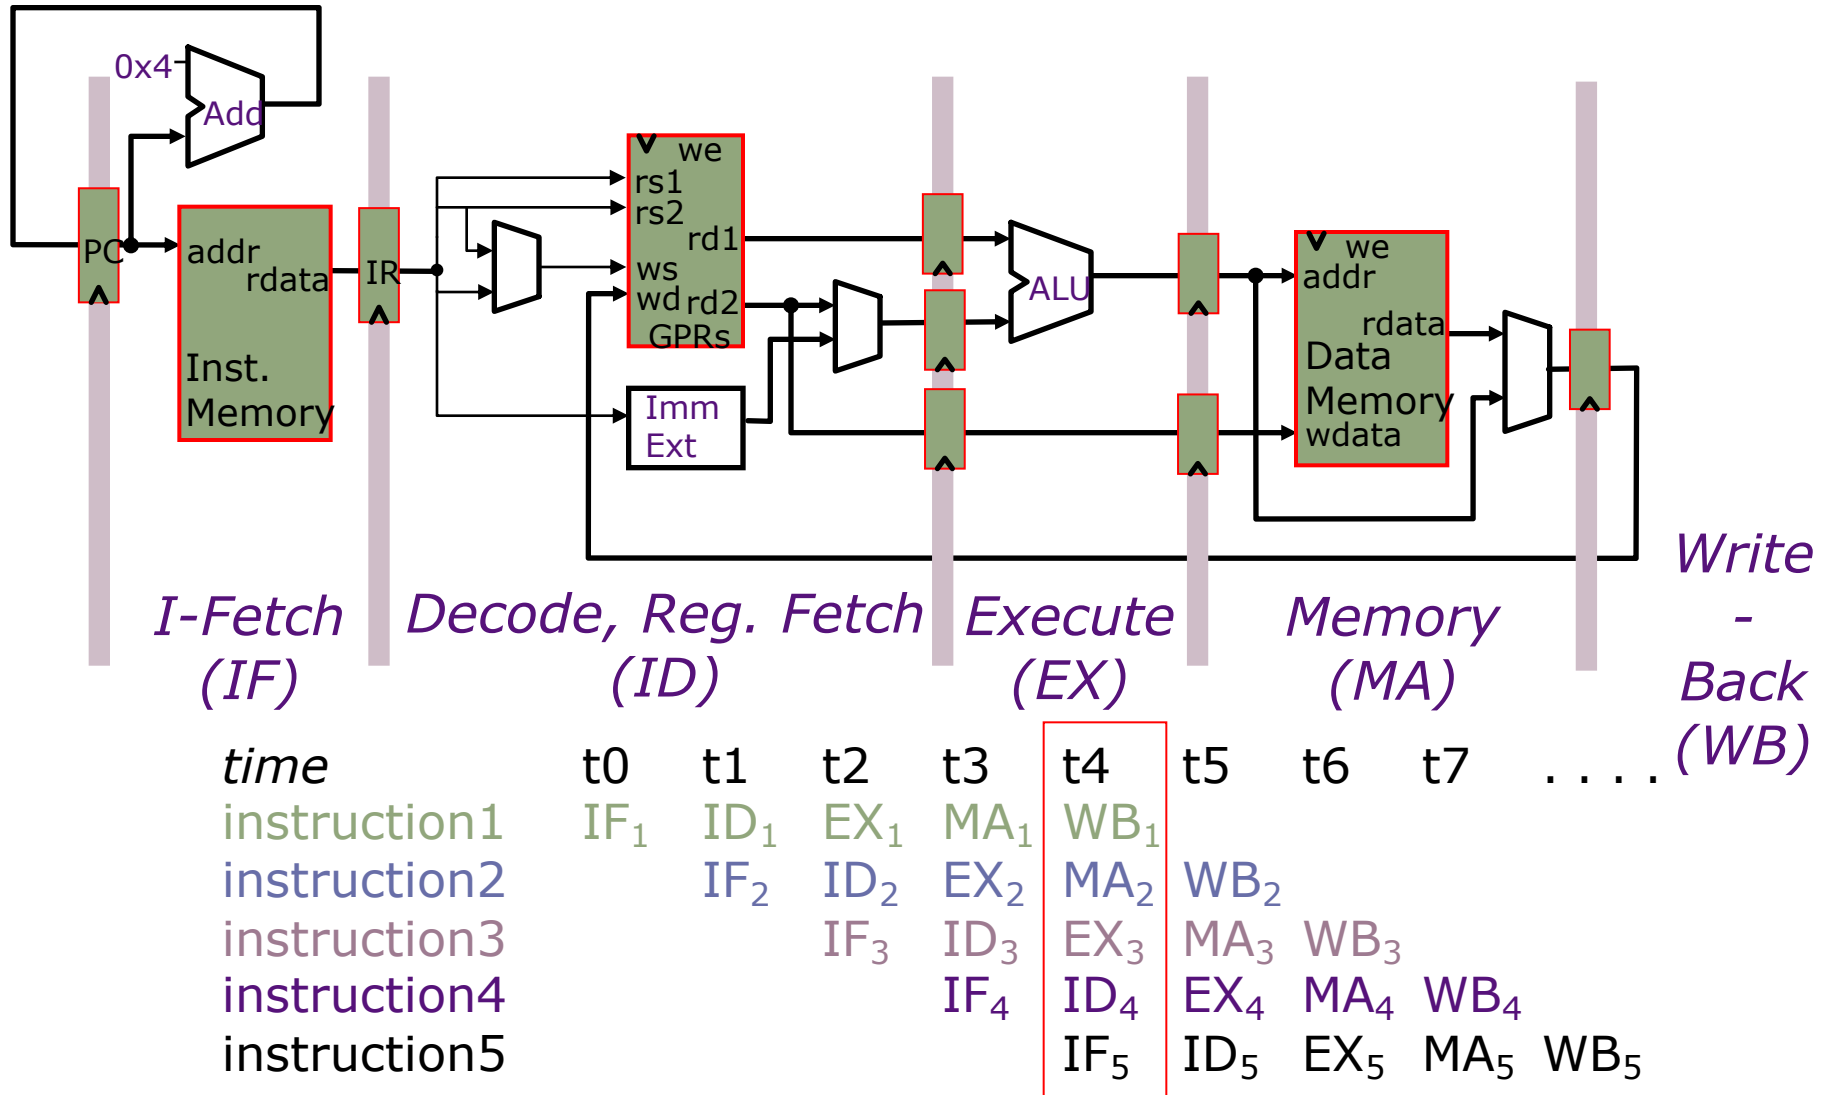 0x4
Add
PC
addr
rdata
Inst.
Memory
IR
we
rs1
rs2
rd1
ws
wd rd2
GPRs
Imm
Ext
ALU
we
addr
rdata
Data
Memory
wdata
I-Fetch
(IF)
Decode, Reg. Fetch
(ID)
Execute
(EX)
Memory
(MA)
Write
-
Back
(WB)
time t0 t1 t2 t3 t4 t5 t6 t7 . . . .
instruction1 IF1 ID1 EX1 MA1 WB1
instruction2 IF2 ID2 EX2 MA2 WB2
instruction3 IF3 ID3 EX3 MA3 WB3
instruction4 IF4 ID4 EX4 MA4 WB4
instruction5 IF5 ID5 EX5 MA5 WB5